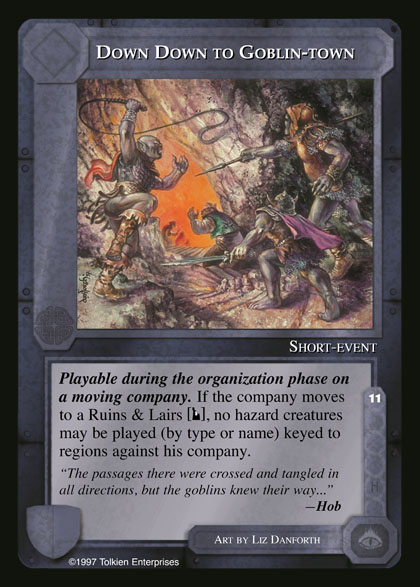 Down Down to Goblin-town
Short-event
Playable during the organization phase on
a moving company. If the company moves
to a Ruins & Lairs [], no hazard creatures
may be played (by type or name) keyed to
regions against his company.
“The passages there were crossed and tangled in
all directions, but the goblins knew their way...”
–Hob
11
H
Art by Liz Danforth
©1997 Tolkien Enterprises